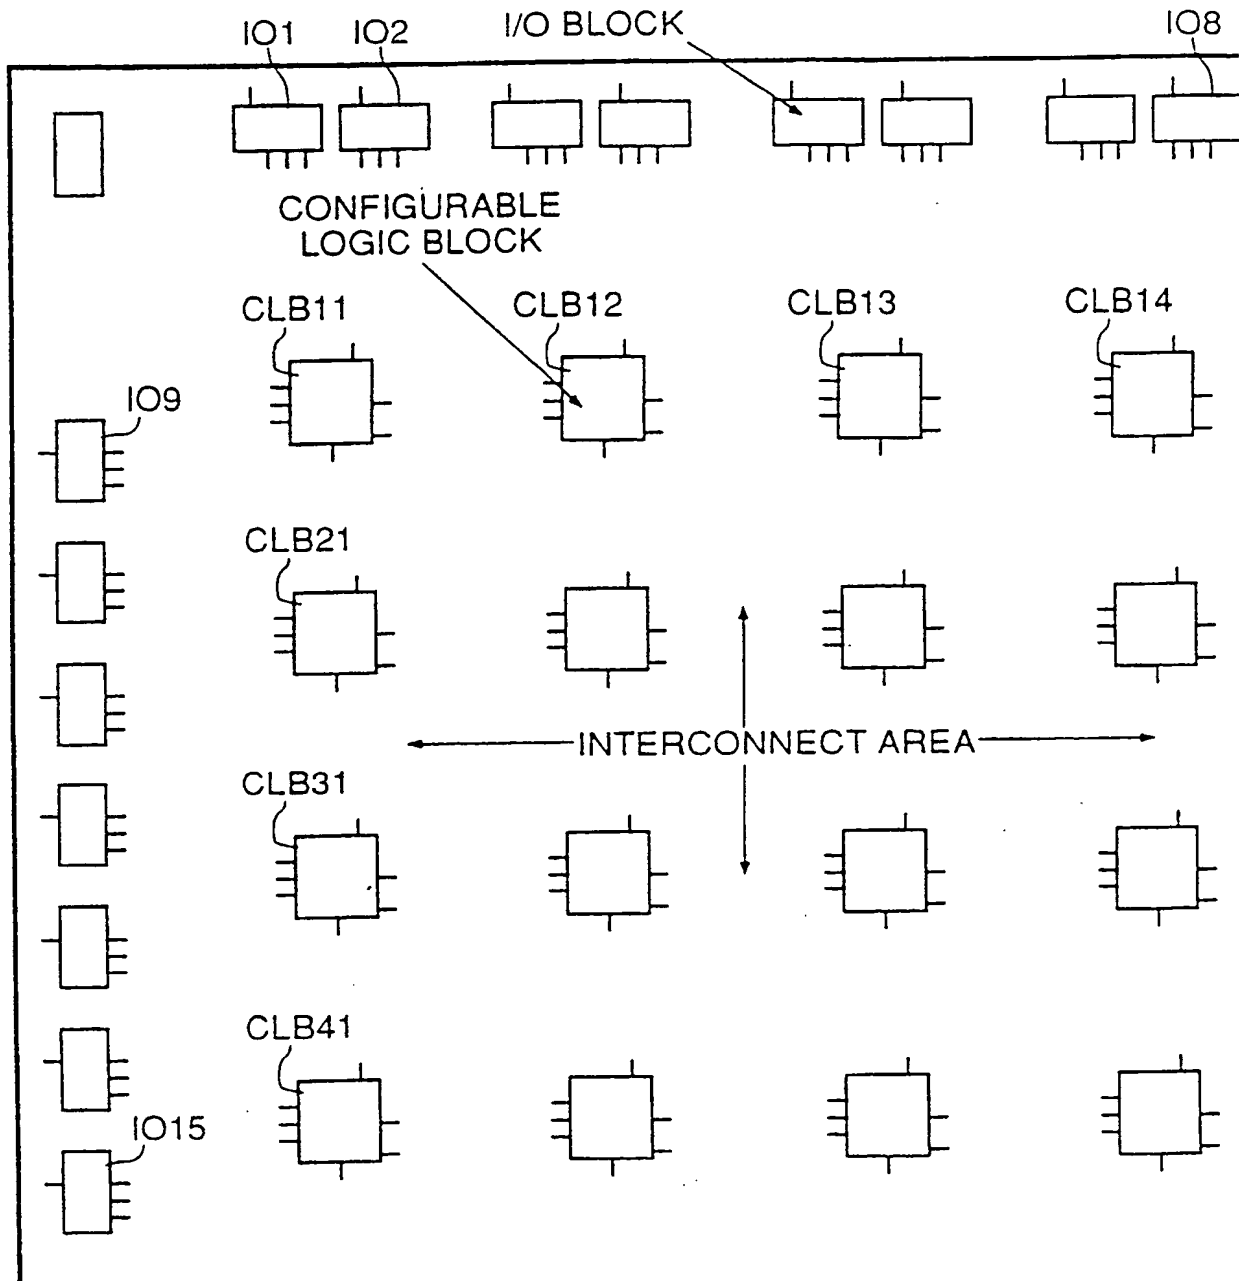 IO1 IO2 I/O BLOCK IO8
CONFIGURABLE
LOGIC BLOCK
CLB11 CLB12 CLB13 CLB14
IO9
CLB21
INTERCONNECT AREA
CLB31
CLB41
IO15